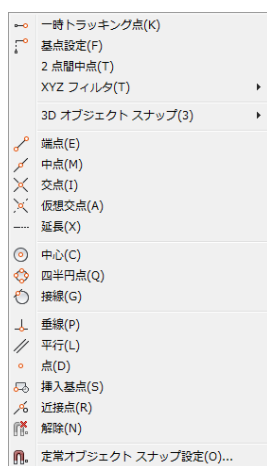 一時トラッキング点(K)
基点設定(F)
2 点間中点(T)
XYZ フィルタ(T)
3D オブジェクト スナップ(3)
端点(E)
中点(M)
交点(I)
仮想交点(A)
延長(X)
中心(C)
四半円点(Q)
接線(G)
垂線(P)
平行(L)
点(D)
挿入基点(S)
近接点(R)
解除(N)
定常オブジェクト スナップ設定(O)...